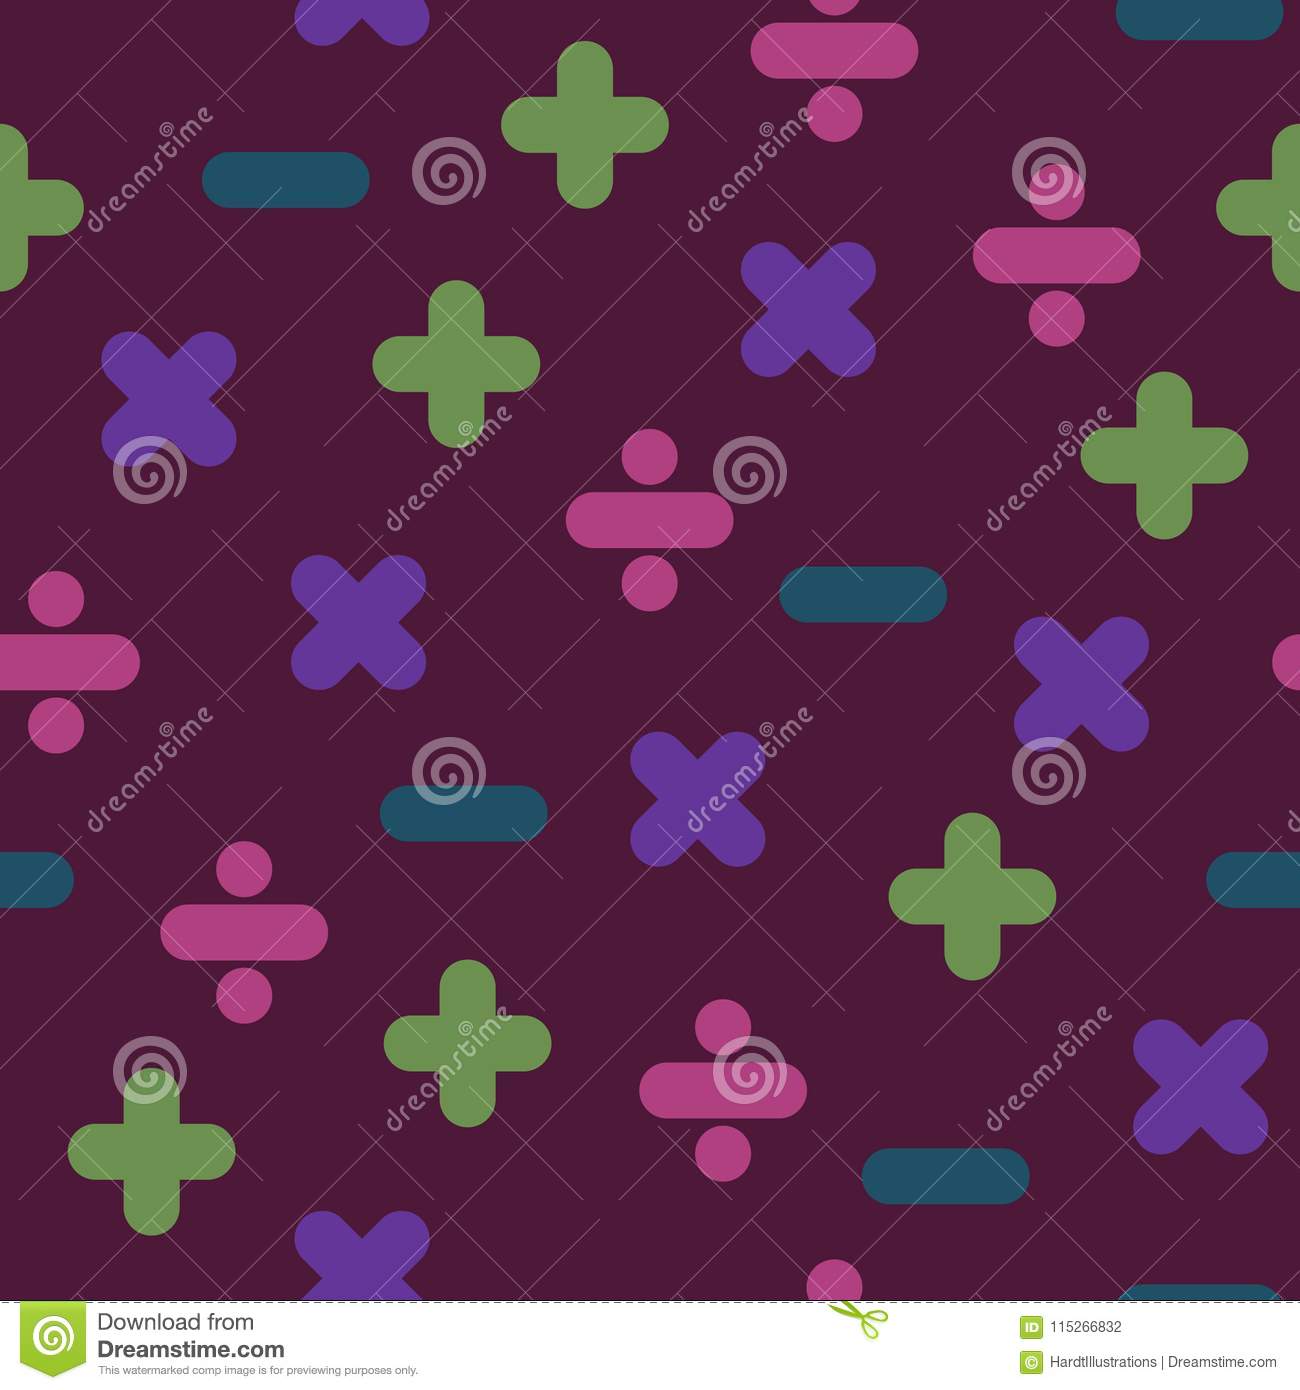 dreamstime
dreamstime
dreamstime
dreamstime
dreamstime
dreamstime
dreamstime
dreamstime
Download from
Dreamstime.com
This watermarked comp image is for previewing purposes only.
ID 115266832
© HardtIllustrations | Dreamstime.com